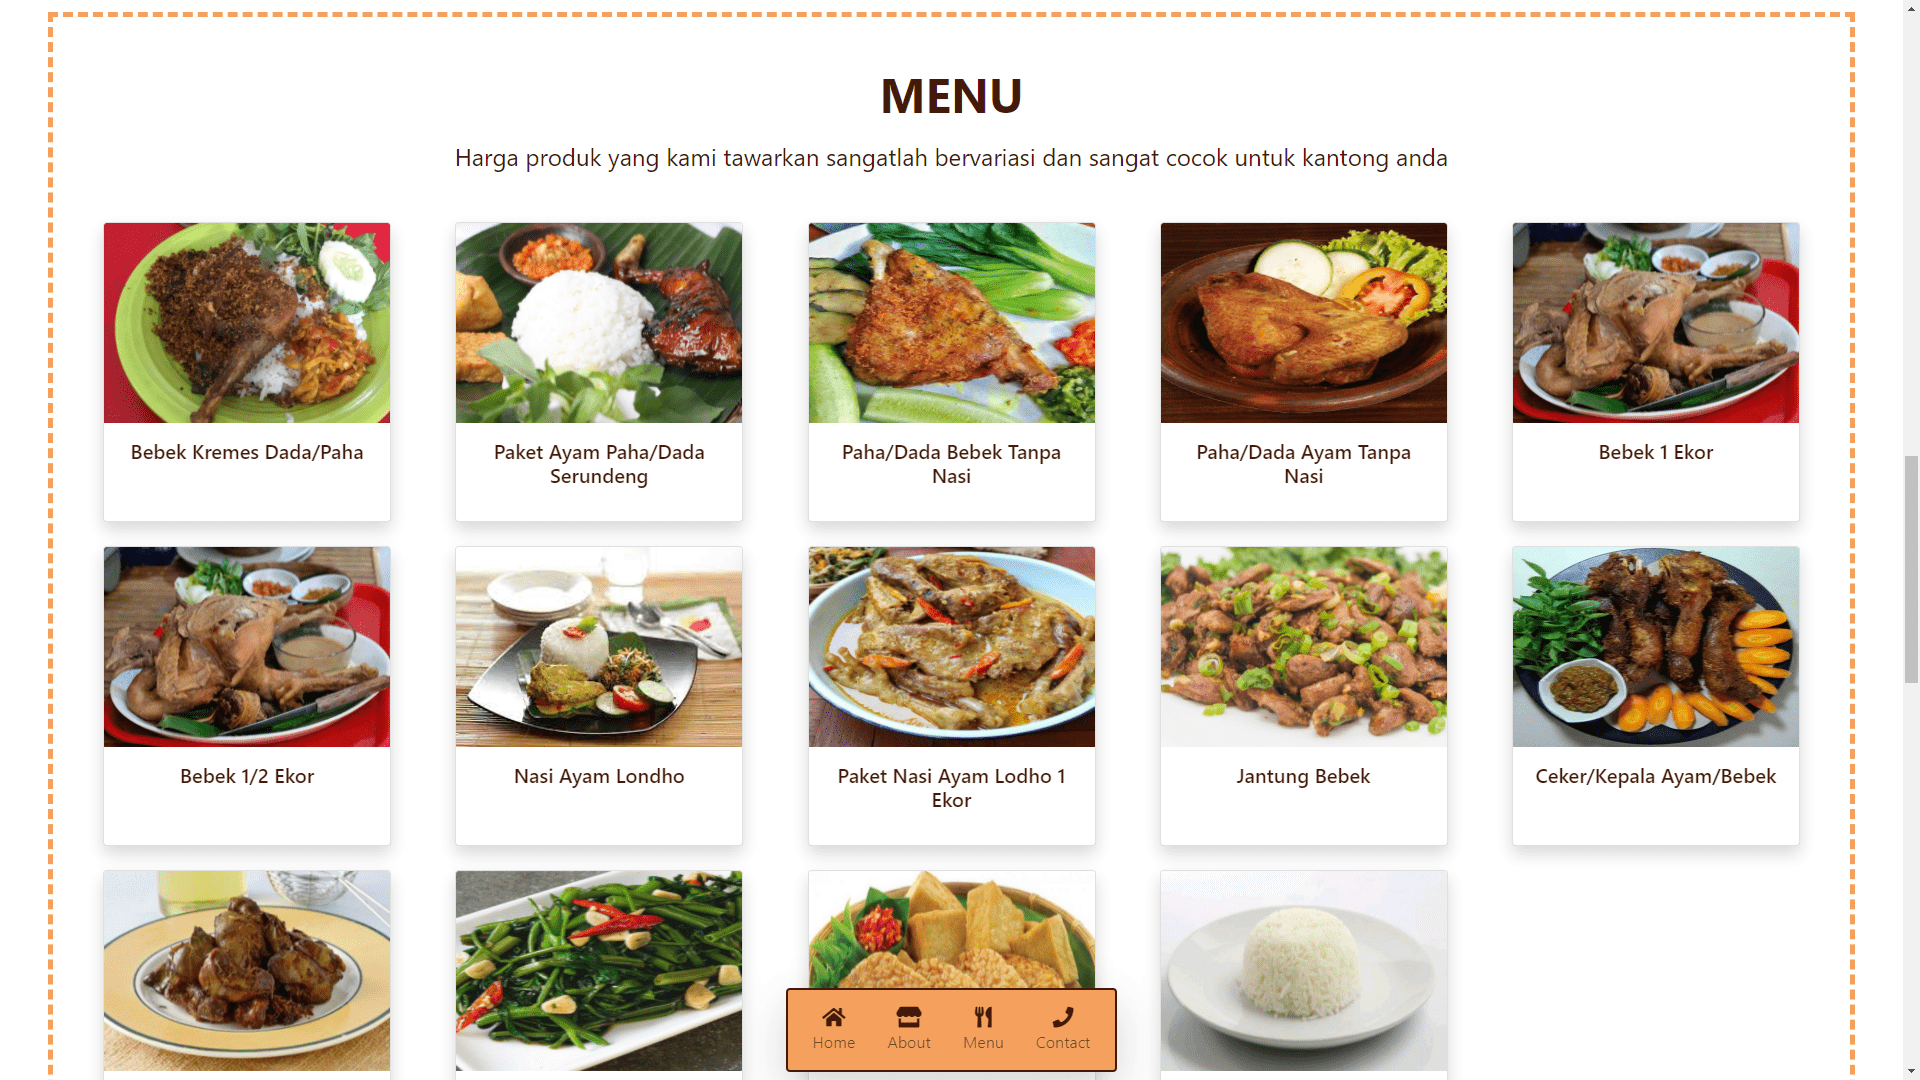 MENU
Harga produk yang kami tawarkan sangatlah bervariasi dan sangat cocok untuk kantong anda
Bebek Kremes Dada/Paha
Paket Ayam Paha/Dada
Serundeng
Paha/Dada Bebek Tanpa
Nasi
Paha/Dada Ayam Tanpa
Nasi
Bebek 1 Ekor
Bebek 1/2 Ekor
Nasi Ayam Londho
Paket Nasi Ayam Lodho 1
Ekor
Jantung Bebek
Ceker/Kepala Ayam/Bebek
Home
About
Menu
Contact